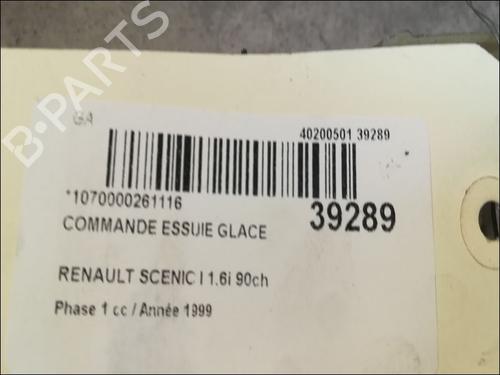 B-PARTS
GA
40200501 39289
*1070000261116
39289
COMMANDE ESSUIE GLACE
RENAULT SCENIC I 1.6i 90ch
Phase 1 cc / Année 1999